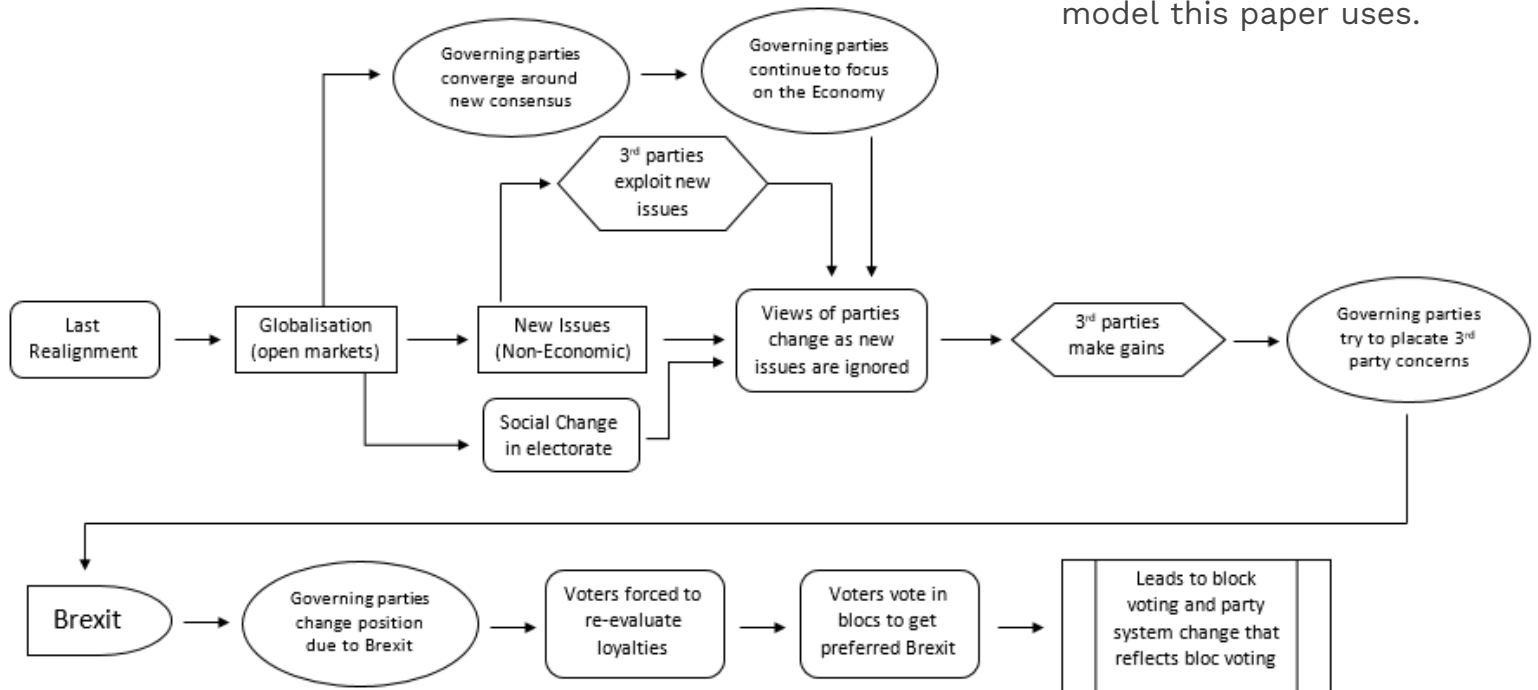 model this paper uses.
Governing parties
converge around
new consensus
Governing parties
continue to focus
on the Economy
3rd parties
exploit new
issues
Last
Realignment
Globalisation
(open markets)
New Issues
(Non-Economic)
Views of parties
change as new
issues are ignored
3rd parties
make gains
Governing parties
try to placate 3rd
party concerns
Social Change
in electorate
Brexit
Governing parties
change position
due to Brexit
Voters forced to
re-evaluate
loyalties
Voters vote in
blocs to get
preferred Brexit
Leads to block
voting and party
system change that
reflects bloc voting